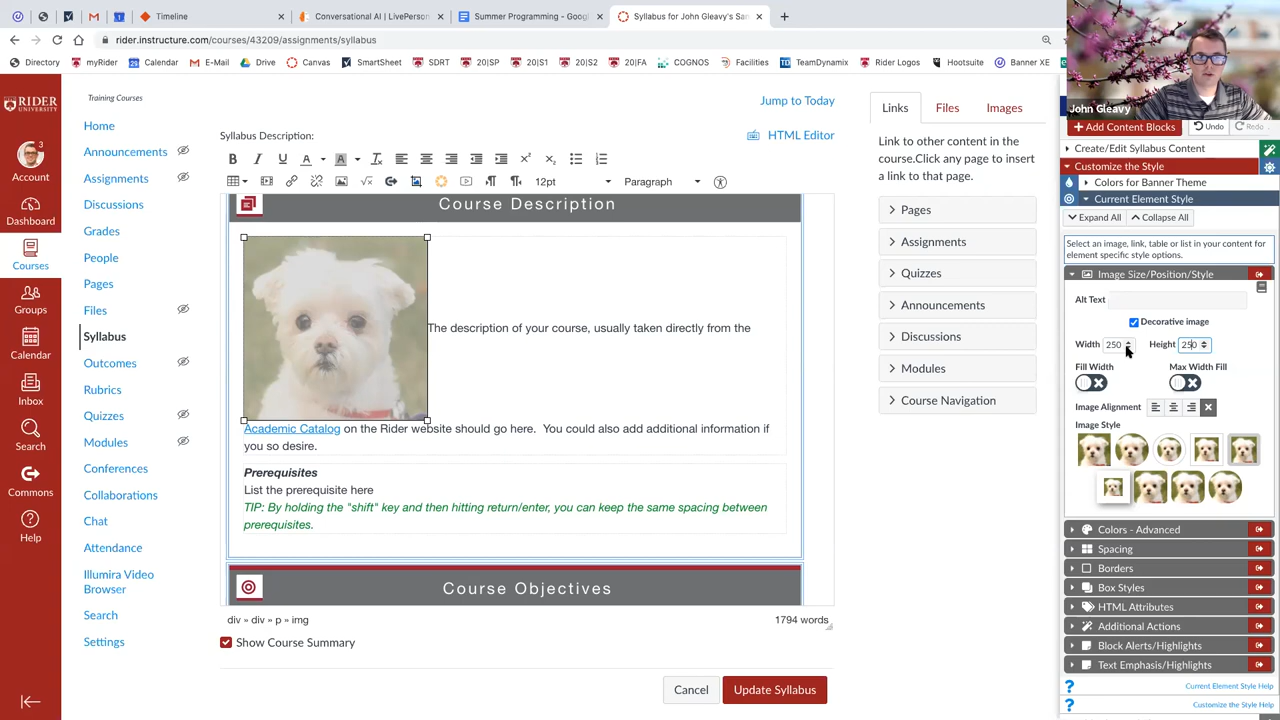 Timeline
Conversational AI | LivePerson
Summer Programming - Googl
Syllabus for John Gleavy's San
rider.instructure.com/courses/43209/assignments/syllabus
Directory
myRider
Calendar
E-Mail
Drive
Canvas
SmartSheet
SDRT
20|SP
20|S1
20|S2
20|FA
COGNOS
Facilities
TeamDynamix
Rider Logos
Hootsuite
Banner XE
John Gleavy
RIDER
UNIVERSITY
3
Account
Dashboard
Courses
Groups
Calendar
Inbox
Search
Commons
Help
Training Courses
Home
Announcements
Assignments
Discussions
Grades
People
Pages
Files
Syllabus
Outcomes
Rubrics
Quizzes
Modules
Conferences
Collaborations
Chat
Attendance
Illumira Video
Browser
Search
Settings
Jump to Today
Syllabus Description:
HTML Editor
12pt
Paragraph
Course Description
The description of your course, usually taken directly from the
Academic Catalog on the Rider website should go here. You could also add additional information if
you so desire.
Prerequisites
List the prerequisite here
TIP: By holding the "shift" key and then hitting return/enter, you can keep the same spacing between
prerequisites.
Course Objectives
div » div » p » img
1794 words
Show Course Summary
Cancel
Update Syllabus
Links
Files
Images
Link to other content in the
course.Click any page to insert
a link to that page.
Pages
Assignments
Quizzes
Announcements
Discussions
Modules
Course Navigation
+ Add Content Blocks
Undo
Redo
Create/Edit Syllabus Content
Customize the Style
Colors for Banner Theme
Current Element Style
Expand All
Collapse All
Select an image, link, table or list in your content for
element specific style options.
Image Size/Position/Style
Alt Text
Decorative image
Width 250
Height 250
Fill Width
Max Width Fill
Image Alignment
Image Style
Colors - Advanced
Spacing
Borders
Box Styles
HTML Attributes
Additional Actions
Block Alerts/Highlights
Text Emphasis/Highlights
Current Element Style Help
Customize the Style Help